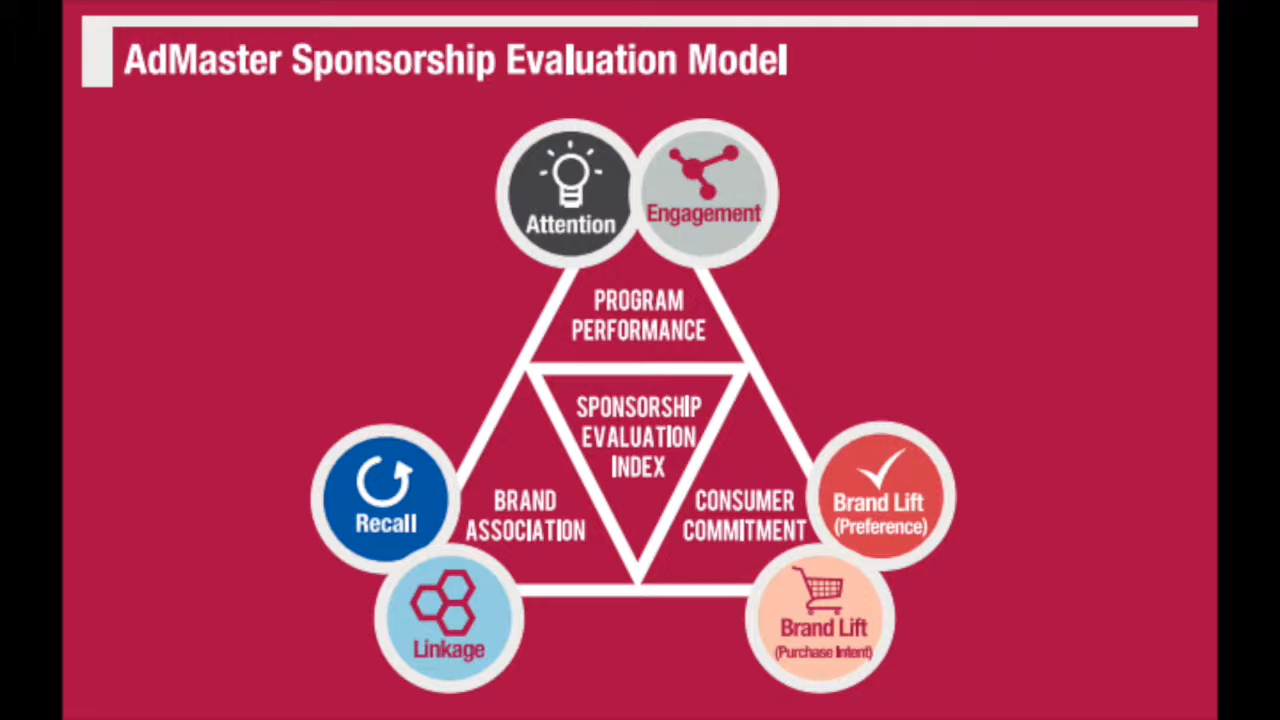 AdMaster Sponsorship Evaluation Model
Attention
Engagement
PROGRAM
PERFORMANCE
SPONSORSHIP
EVALUATION
INDEX
Recall
BRAND
ASSOCIATION
CONSUMER
COMMITMENT
Brand Lift
(Preference)
Linkage
Brand Lift
(Purchase Intent)